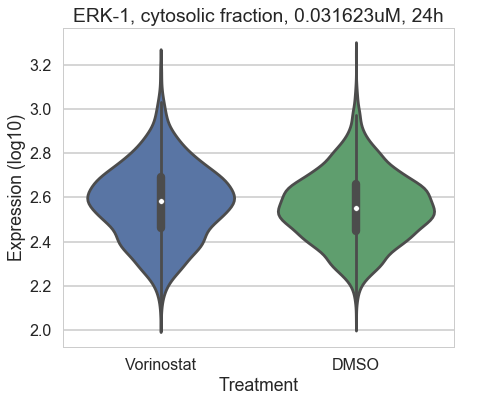 ERK-1, cytosolic fraction, 0.031623uM, 24h
Expression (log10)
3.2
3.0
2.8
2.6
2.4
2.2
2.0
Vorinostat DMSO
Treatment